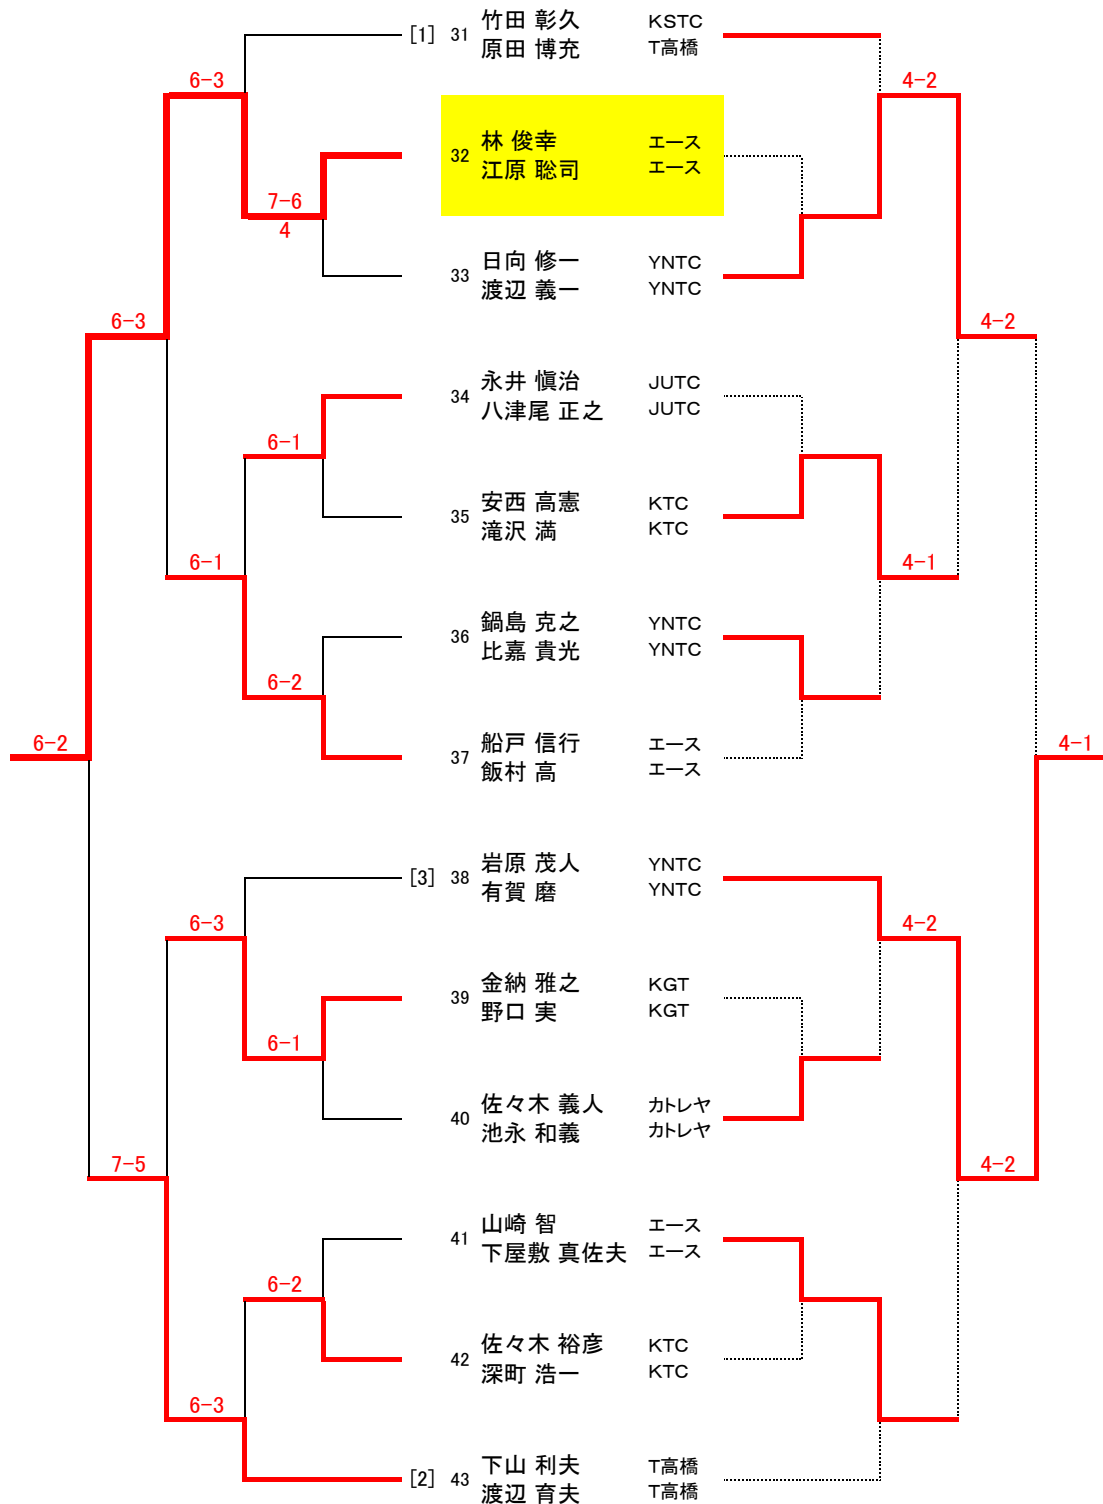 [1] 31 竹田 彰久 KSTC
原田 博充 T高橋
6-3
4-2
32 林 俊幸 エース
江原 聡司 エース
7-6
4
33 日向 修一 YNTC
渡辺 義一 YNTC
6-3
4-2
34 永井 愼治 JUTC
八津尾 正之 JUTC
6-1
35 安西 高憲 KTC
滝沢 満 KTC
6-1
4-1
36 鍋島 克之 YNTC
比嘉 貴光 YNTC
6-2
37 船戸 信行 エース
飯村 高 エース
6-2
4-1
[3] 38 岩原 茂人 YNTC
有賀 磨 YNTC
6-3
4-2
39 金納 雅之 KGT
野口 実 KGT
6-1
40 佐々木 義人 カトレヤ
池永 和義 カトレヤ
7-5
4-2
41 山崎 智 エース
下屋敷 真佐夫 エース
6-2
42 佐々木 裕彦 KTC
深町 浩一 KTC
6-3
[2] 43 下山 利夫 T高橋
渡辺 育夫 T高橋